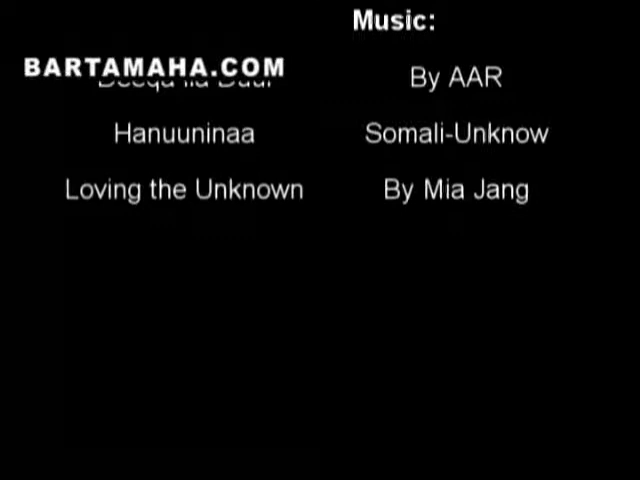 Music:
BARTAMAHA.COM
By AAR
Hanuuninaa Somali-Unknow
Loving the Unknown By Mia Jang